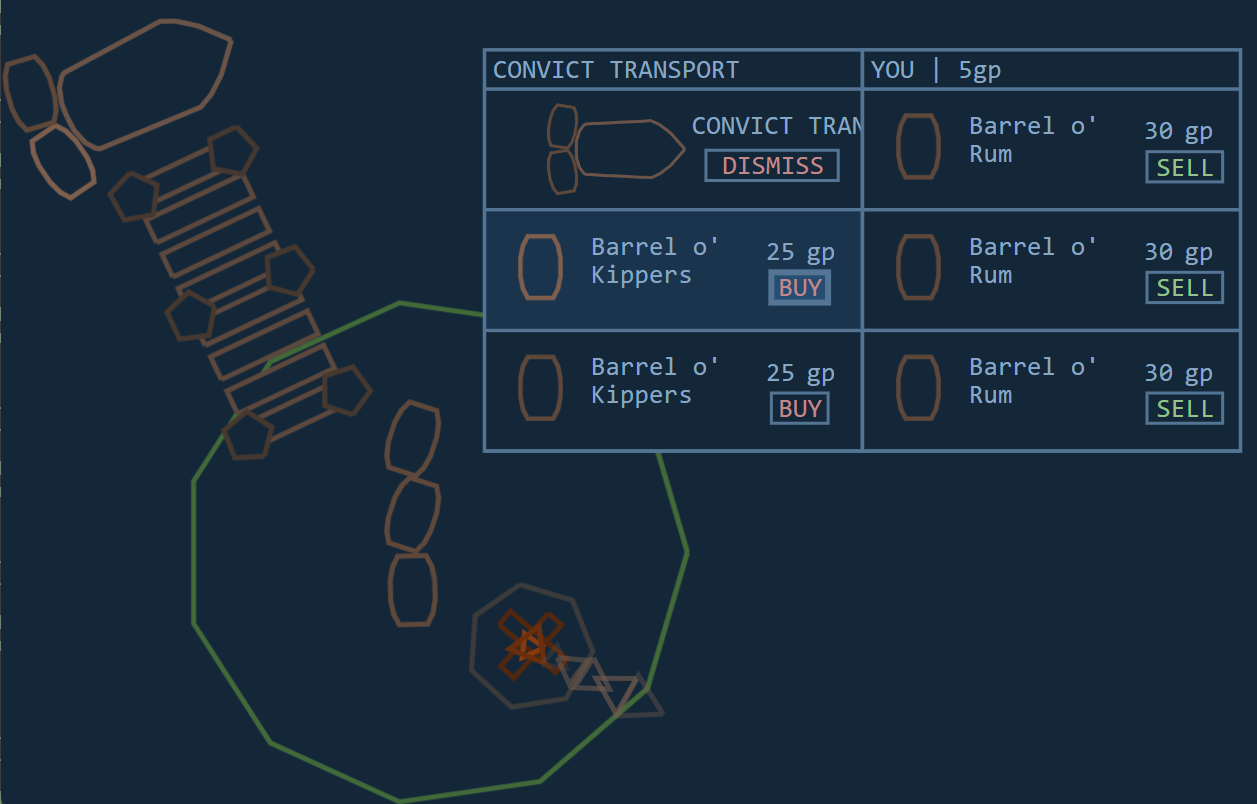 CONVICT TRANSPORT
YOU | 5gp
CONVICT TRAN
DISMISS
Barrel o'
Rum
30 gp
SELL
Barrel o'
Kippers
25 gp
BUY
Barrel o'
Rum
30 gp
SELL
Barrel o'
Kippers
25 gp
BUY
Barrel o'
Rum
30 gp
SELL